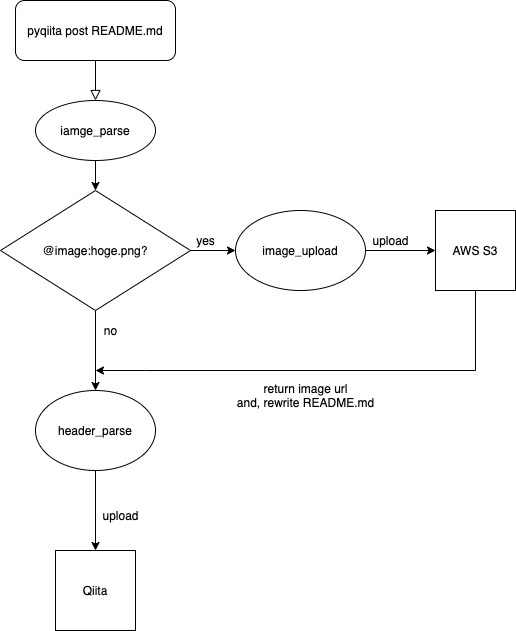 pyqiita post README.md
iamge_parse
@image:hoge.png?
yes
image_upload
upload
AWS S3
no
return image url
and, rewrite README.md
header_parse
upload
Qiita